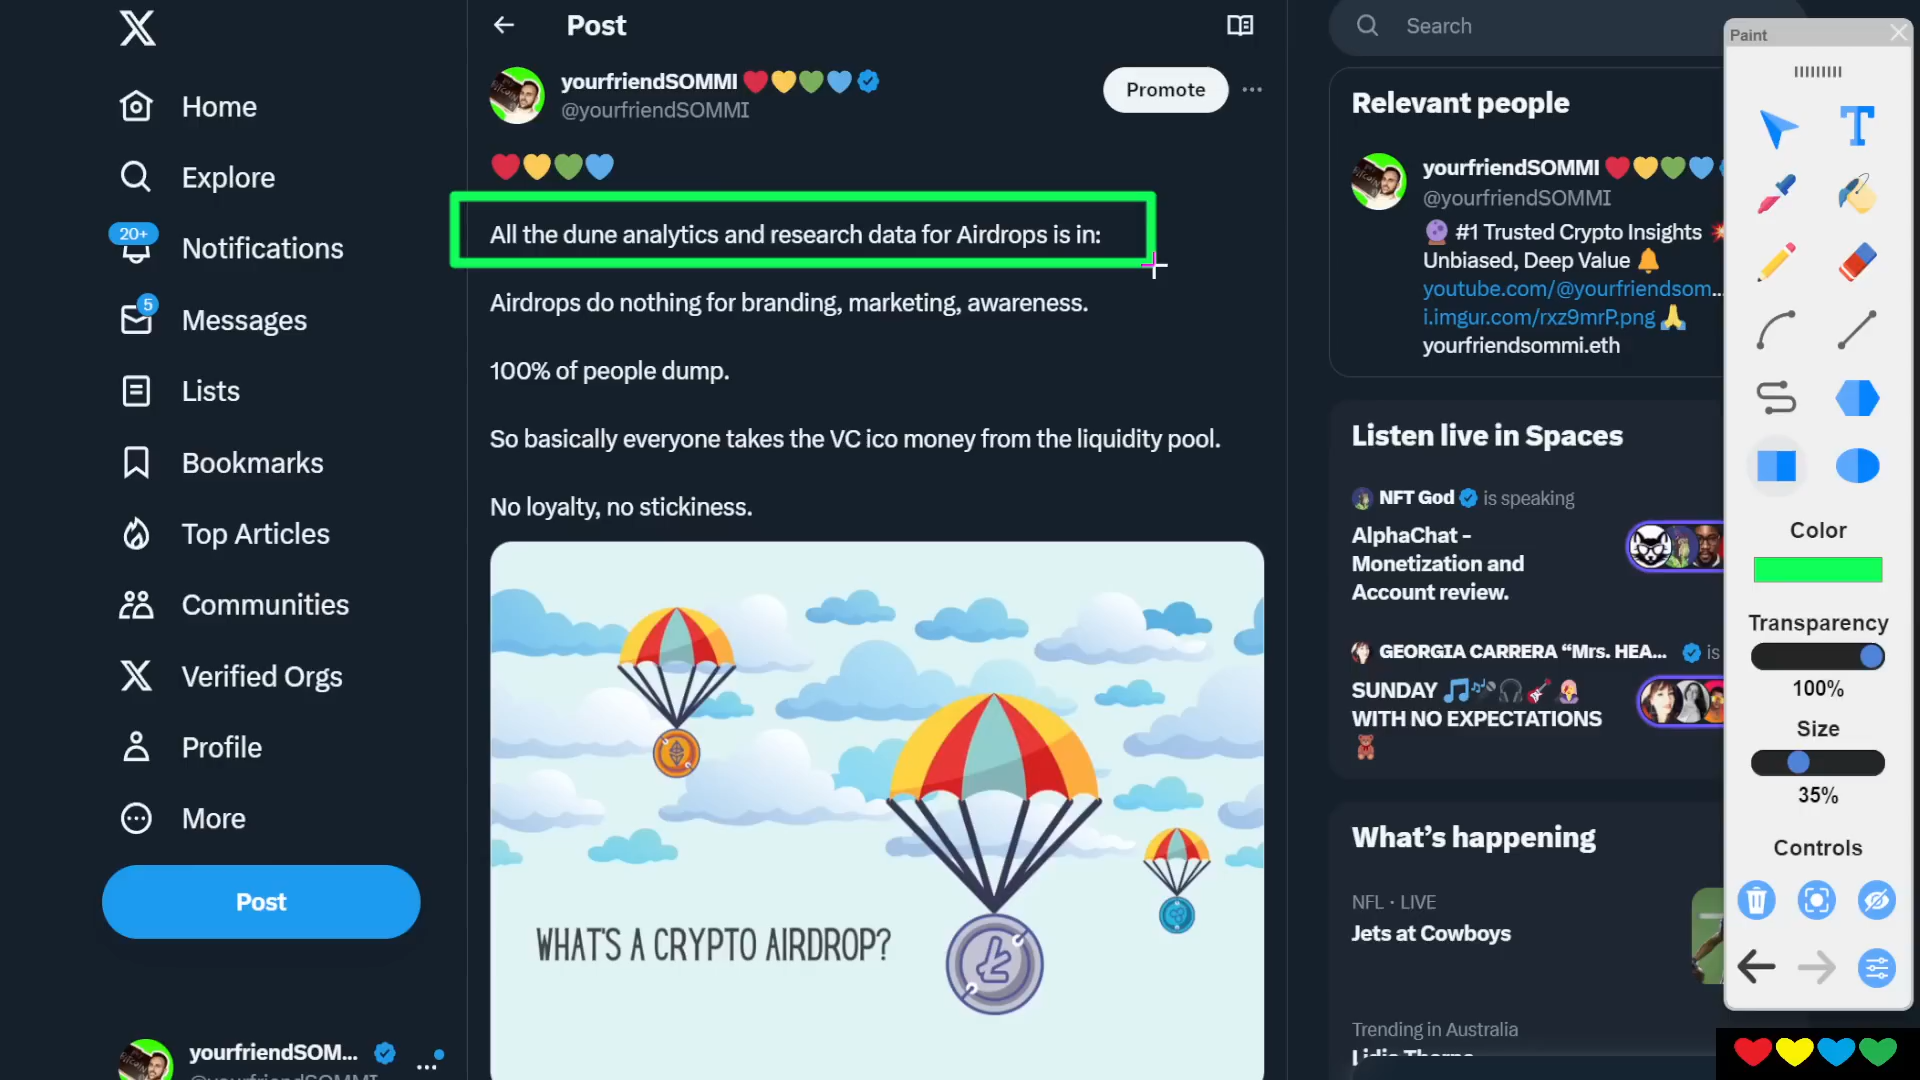 Post
Search
Paint
yourfriendSOMMI
@yourfriendSOMMI
Promote
Home
Explore
20+
Notifications
5
Messages
Lists
Bookmarks
Top Articles
Communities
Verified Orgs
Profile
More
Post
yourfriendSOM...
All the dune analytics and research data for Airdrops is in:
Airdrops do nothing for branding, marketing, awareness.
100% of people dump.
So basically everyone takes the VC ico money from the liquidity pool.
No loyalty, no stickiness.
WHAT'S A CRYPTO AIRDROP?
Relevant people
yourfriendSOMMI
@yourfriendSOMMI
#1 Trusted Crypto Insights
Unbiased, Deep Value
youtube.com/@yourfriendsom...
i.imgur.com/rxz9mrP.png
yourfriendsommi.eth
Listen live in Spaces
NFT God is speaking
AlphaChat -
Monetization and
Account review.
GEORGIA CARRERA “Mrs. HEA... is
SUNDAY
WITH NO EXPECTATIONS
What’s happening
NFL · LIVE
Jets at Cowboys
Trending in Australia
T
Color
Transparency
100%
Size
35%
Controls